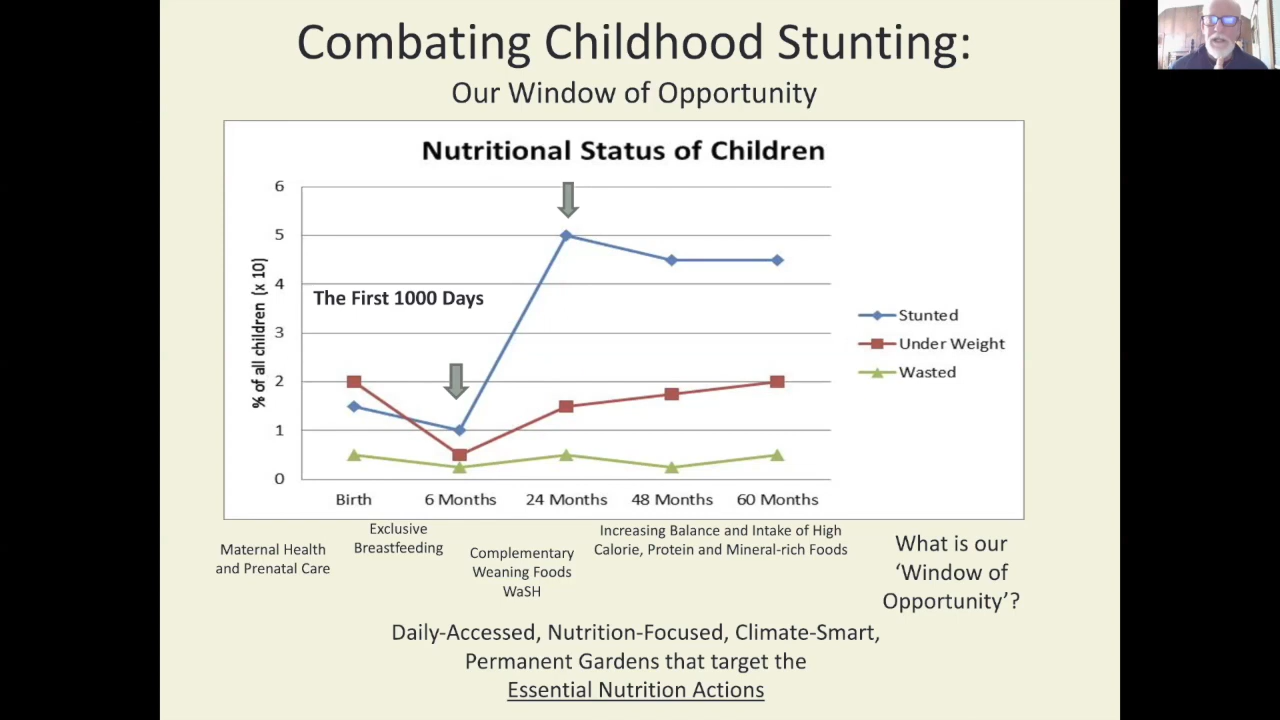 Combating Childhood Stunting:
Our Window of Opportunity
Nutritional Status of Children
6
5
4
3
2
1
0
% of all children (x 10)
The First 1000 Days
Stunted
Under Weight
Wasted
Birth
6 Months
24 Months
48 Months
60 Months
Maternal Health
and Prenatal Care
Exclusive
Breastfeeding
Complementary
Weaning Foods
WaSH
Increasing Balance and Intake of High
Calorie, Protein and Mineral-rich Foods
What is our
‘Window of
Opportunity’?
Daily-Accessed, Nutrition-Focused, Climate-Smart,
Permanent Gardens that target the
Essential Nutrition Actions